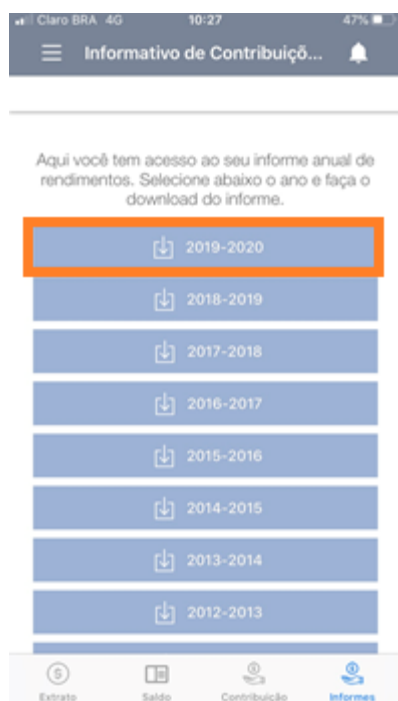 Claro BRA 4G 10:27 47%
Informativo de Contribuiçõ...
Aqui você tem acesso ao seu informe anual de
rendimentos. Selecione abaixo o ano e faça o
download do informe.
2019-2020
2018-2019
2017-2018
2016-2017
2015-2016
2014-2015
2013-2014
2012-2013
Extrato Saldo Contribuição Informes